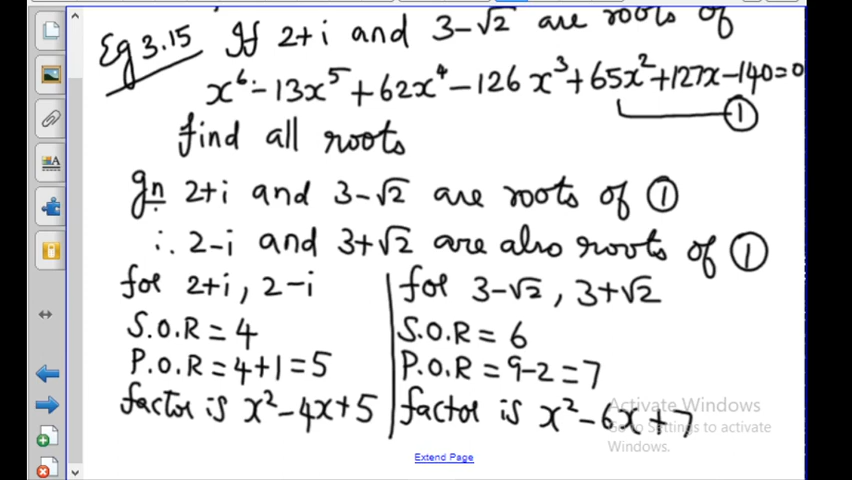 Eg 3.15 If 2+i and 3-√2 are roots of
x⁶-13x⁵+62x⁴-126x³+65x²+127x-140=0
①
find all roots
gn 2+i and 3-√2 are roots of ①
∴ 2-i and 3+√2 are also roots of ①
for 2+i, 2-i
S.O.R = 4
P.O.R = 4+1 = 5
factor is x²-4x+5
for 3-√2, 3+√2
S.O.R = 6
P.O.R = 9-2 = 7
factor is x²-6x+7
Activate Windows
Go to Settings to activate
Windows.
Extend Page